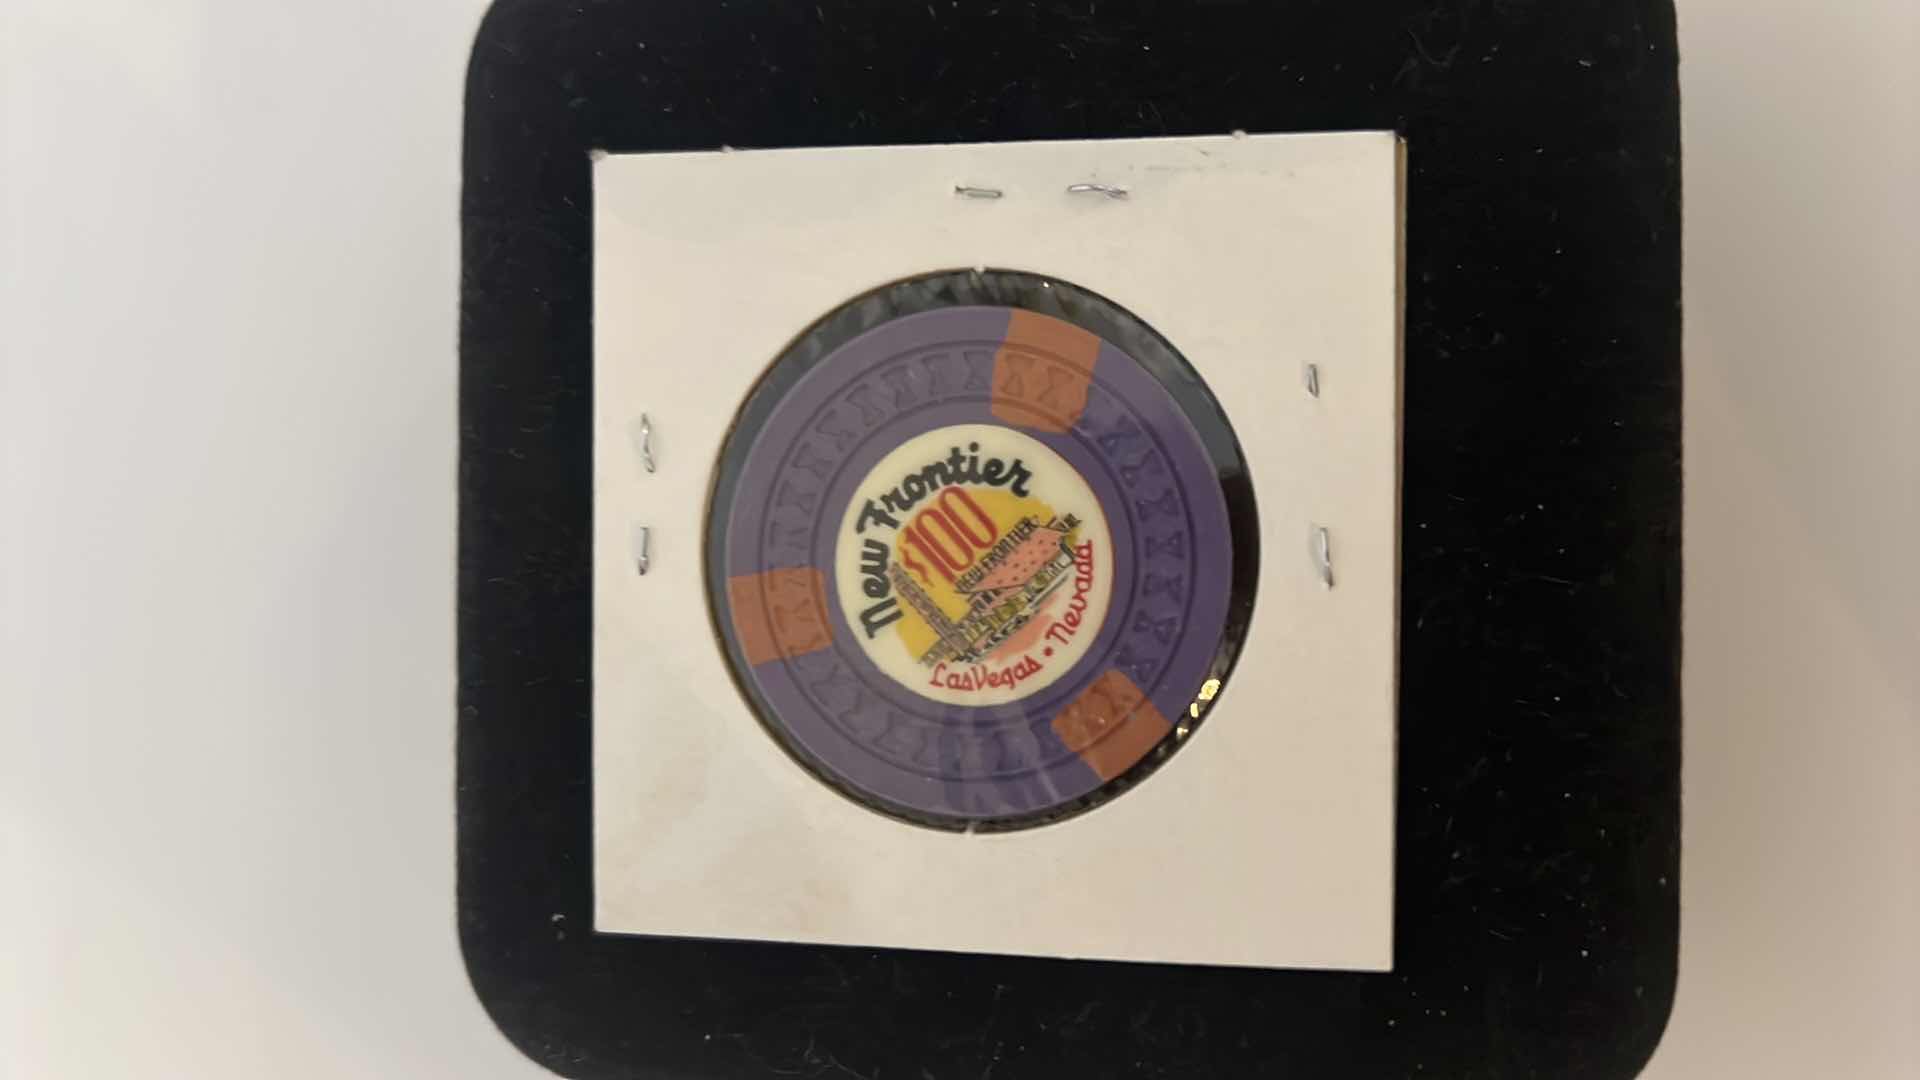 New Frontier
$100
NEW FRONTIER
Las Vegas • Nevada